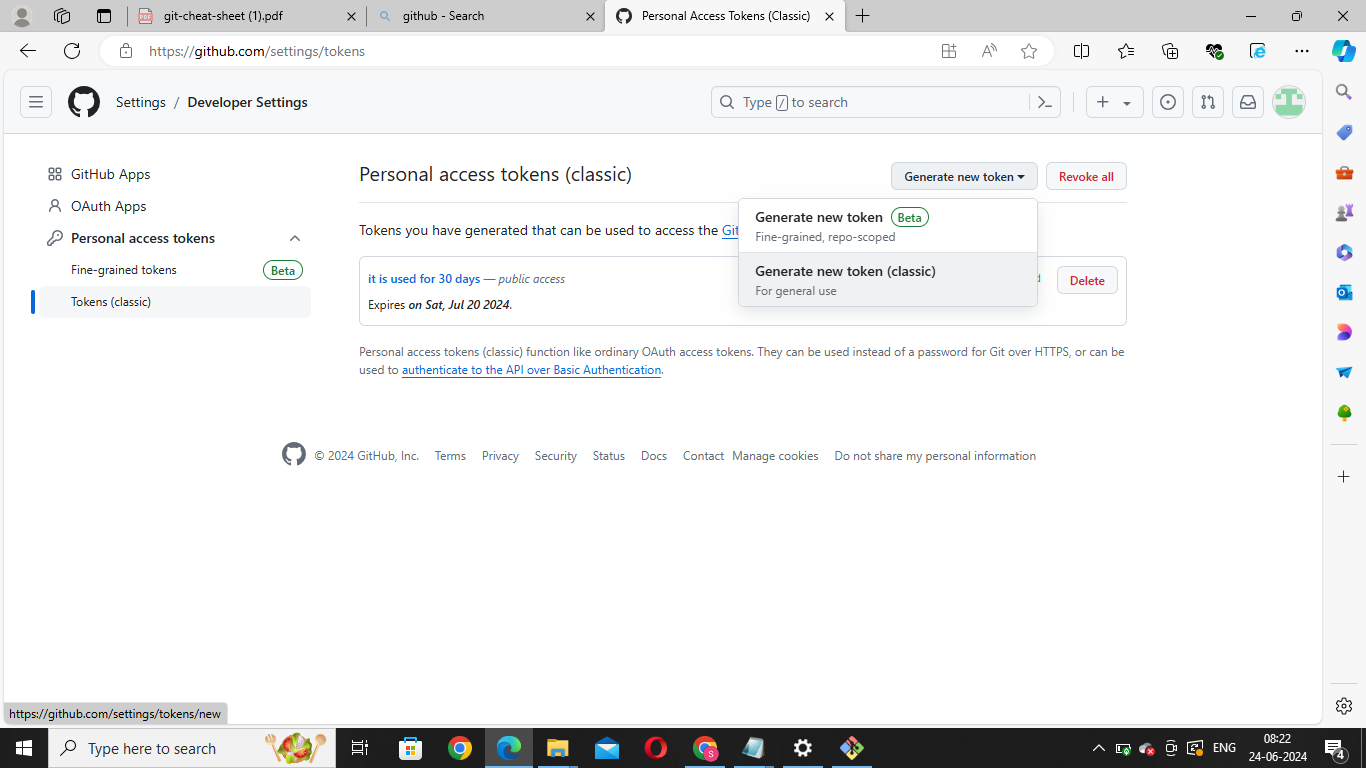 git-cheat-sheet (1).pdf
github - Search
Personal Access Tokens (Classic)
https://github.com/settings/tokens
Settings / Developer Settings
Type / to search
GitHub Apps
OAuth Apps
Personal access tokens
Fine-grained tokens Beta
Tokens (classic)
Personal access tokens (classic)
Generate new token
Revoke all
Tokens you have generated that can be used to access the Git
Generate new token Beta
Fine-grained, repo-scoped
Generate new token (classic)
For general use
it is used for 30 days — public access
d
Delete
Expires on Sat, Jul 20 2024.
Personal access tokens (classic) function like ordinary OAuth access tokens. They can be used instead of a password for Git over HTTPS, or can be
used to authenticate to the API over Basic Authentication.
© 2024 GitHub, Inc. Terms Privacy Security Status Docs Contact Manage cookies Do not share my personal information
https://github.com/settings/tokens/new
Type here to search
ENG
08:22
24-06-2024
4